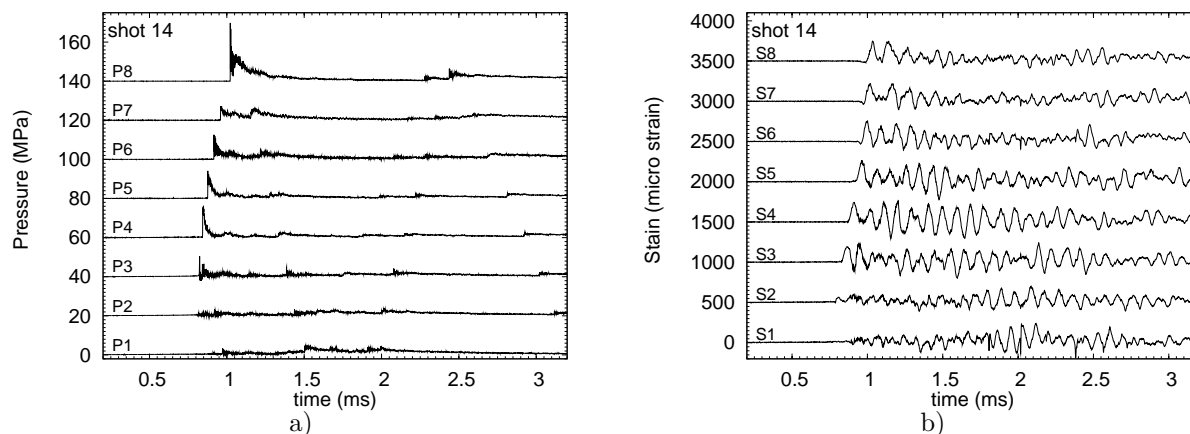 shot 14
Pressure (MPa)
160
140
120
100
80
60
40
20
0
P8
P7
P6
P5
P4
P3
P2
P1
0.5 1 1.5 2 2.5 3
time (ms)
a)
shot 14
Stain (micro strain)
4000
3500
3000
2500
2000
1500
1000
500
0
S8
S7
S6
S5
S4
S3
S2
S1
0.5 1 1.5 2 2.5 3
time (ms)
b)